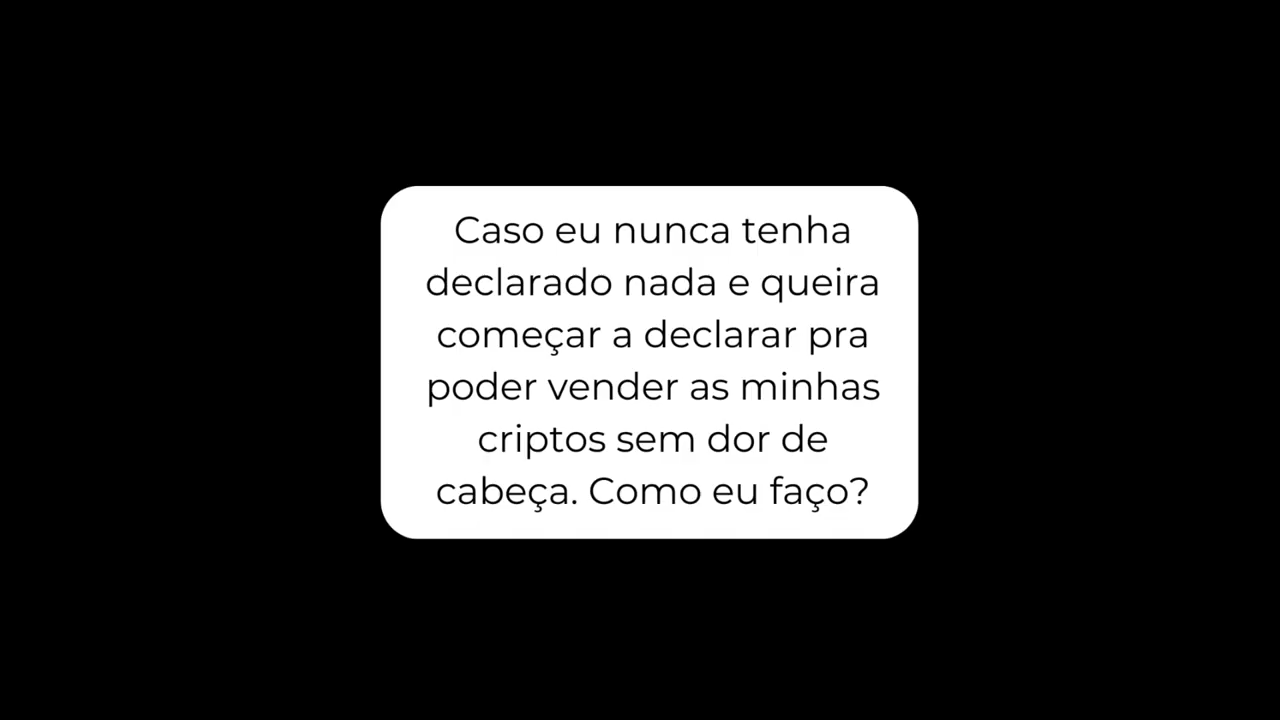 Caso eu nunca tenha
declarado nada e queira
começar a declarar pra
poder vender as minhas
criptos sem dor de
cabeça. Como eu faço?